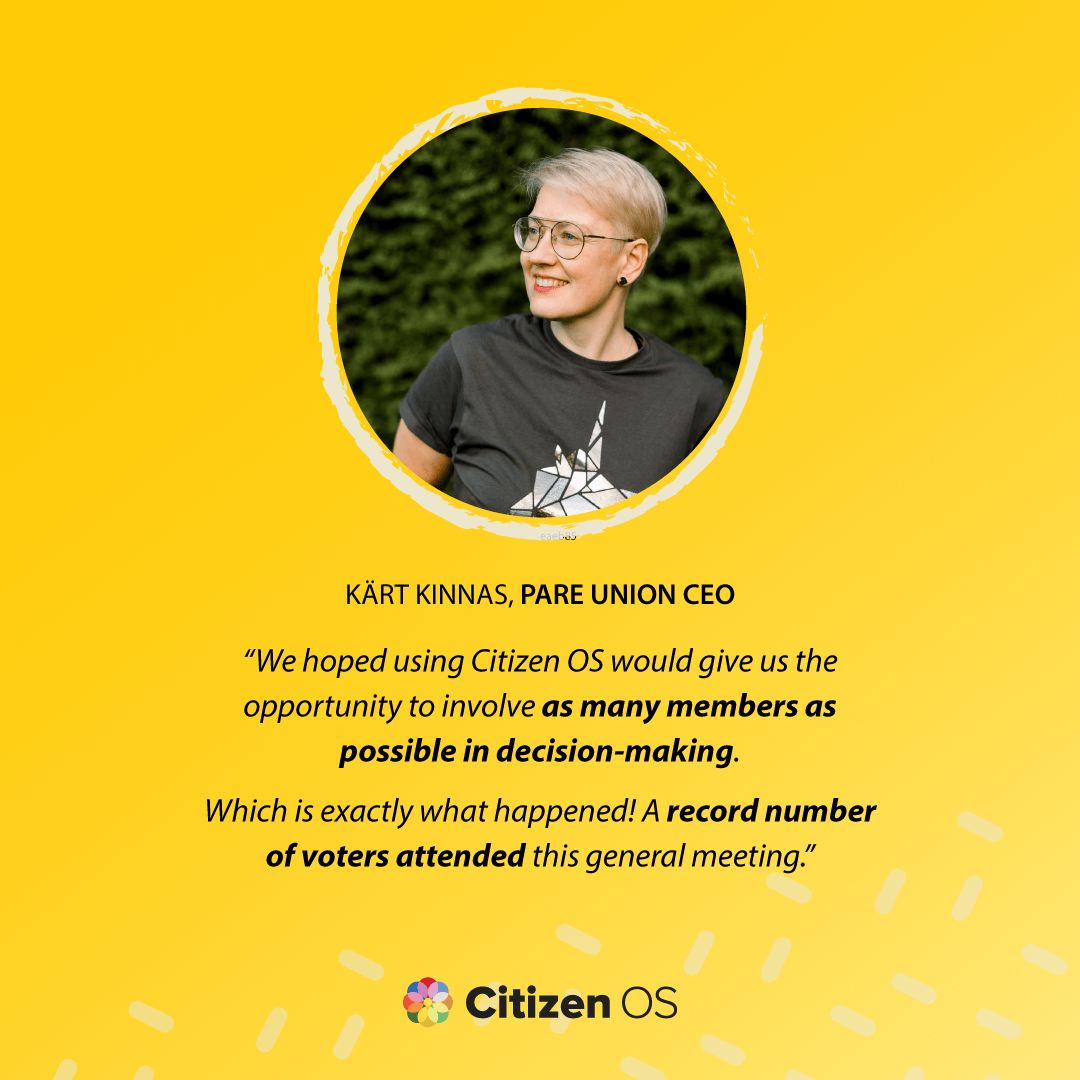 eaeb85
KÄRT KINNAS, PARE UNION CEO
“We hoped using Citizen OS would give us the
opportunity to involve as many members as
possible in decision-making.
Which is exactly what happened! A record number
of voters attended this general meeting.”
Citizen OS